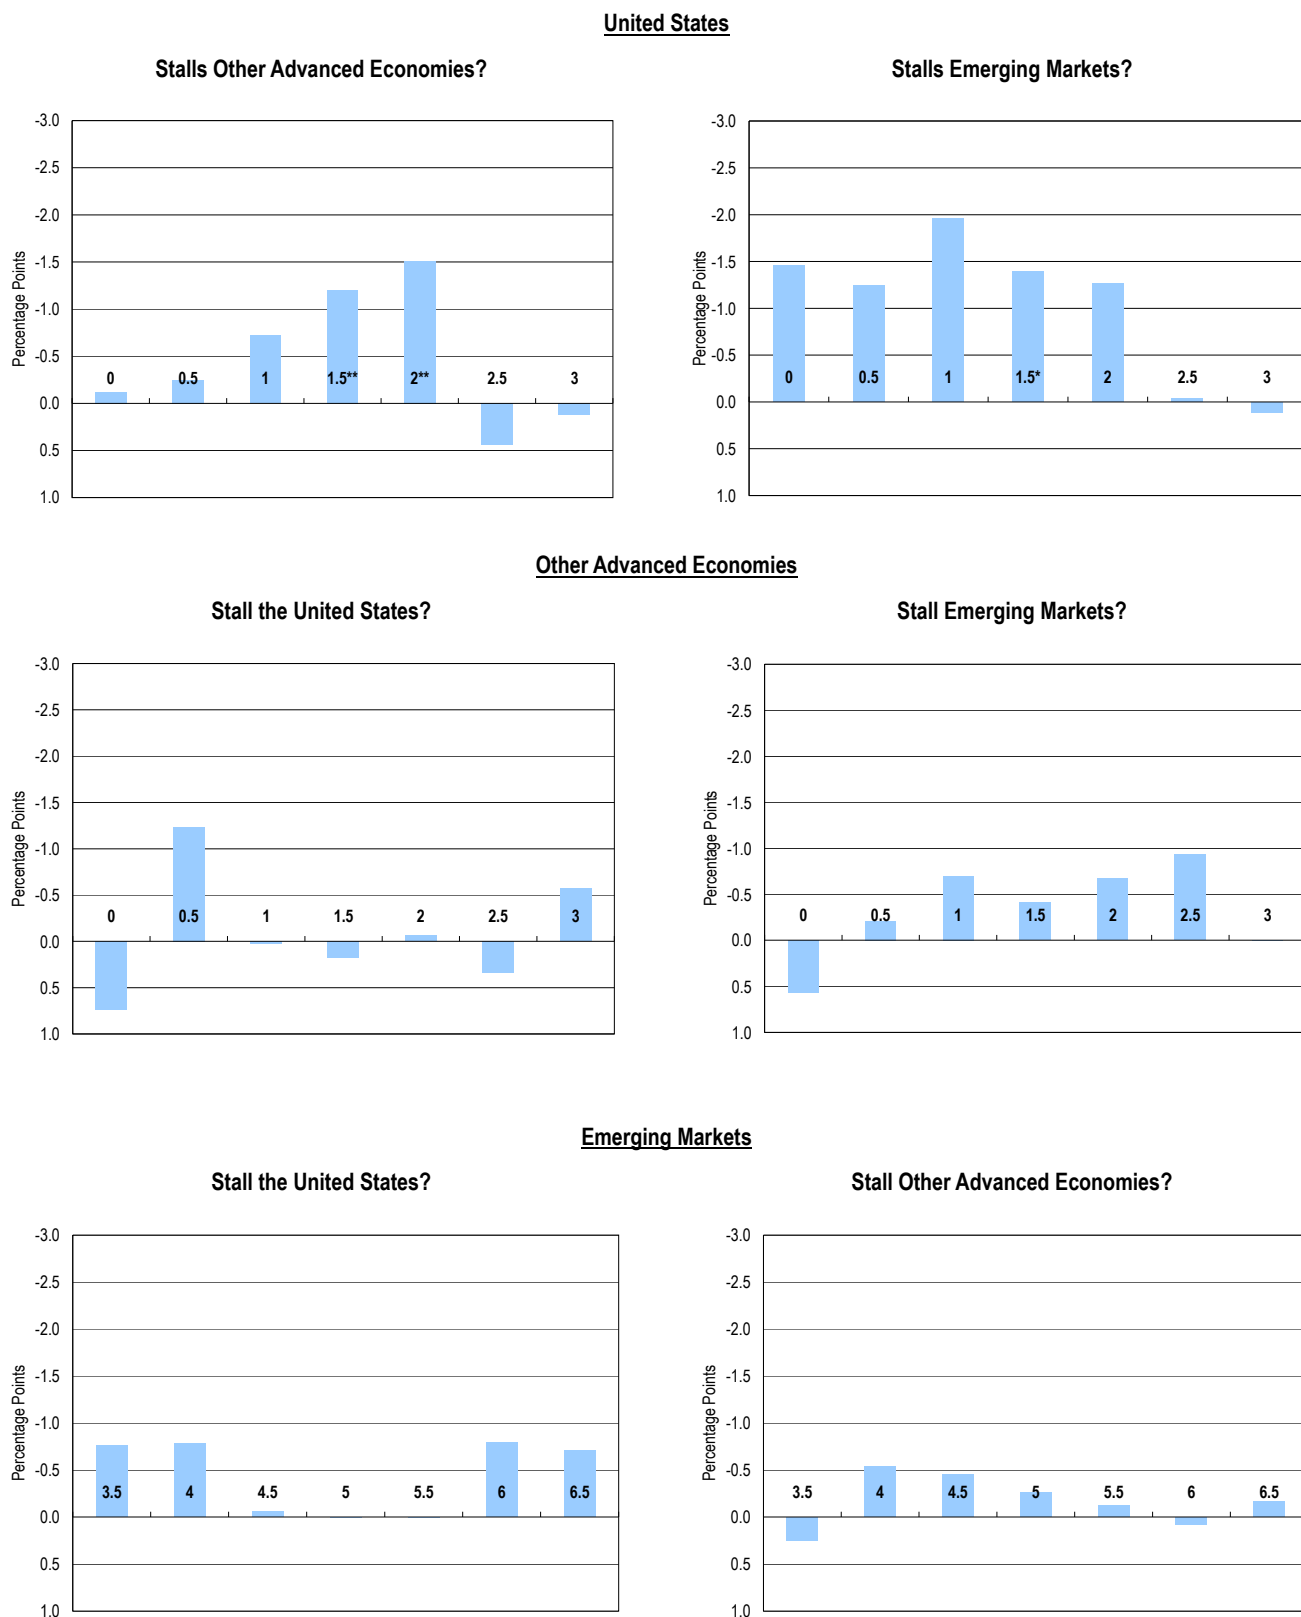 United States
Stalls Other Advanced Economies?
-3.0
-2.5
-2.0
-1.5
-1.0
-0.5
0.0
0.5
1.0
Percentage Points
0 0.5 1 1.5** 2** 2.5 3
Stalls Emerging Markets?
-3.0
-2.5
-2.0
-1.5
-1.0
-0.5
0.0
0.5
1.0
Percentage Points
0 0.5 1 1.5* 2 2.5 3
Other Advanced Economies
Stall the United States?
-3.0
-2.5
-2.0
-1.5
-1.0
-0.5
0.0
0.5
1.0
Percentage Points
0 0.5 1 1.5 2 2.5 3
Stall Emerging Markets?
-3.0
-2.5
-2.0
-1.5
-1.0
-0.5
0.0
0.5
1.0
Percentage Points
0 0.5 1 1.5 2 2.5 3
Emerging Markets
Stall the United States?
-3.0
-2.5
-2.0
-1.5
-1.0
-0.5
0.0
0.5
1.0
Percentage Points
3.5 4 4.5 5 5.5 6 6.5
Stall Other Advanced Economies?
-3.0
-2.5
-2.0
-1.5
-1.0
-0.5
0.0
0.5
1.0
Percentage Points
3.5 4 4.5 5 5.5 6 6.5